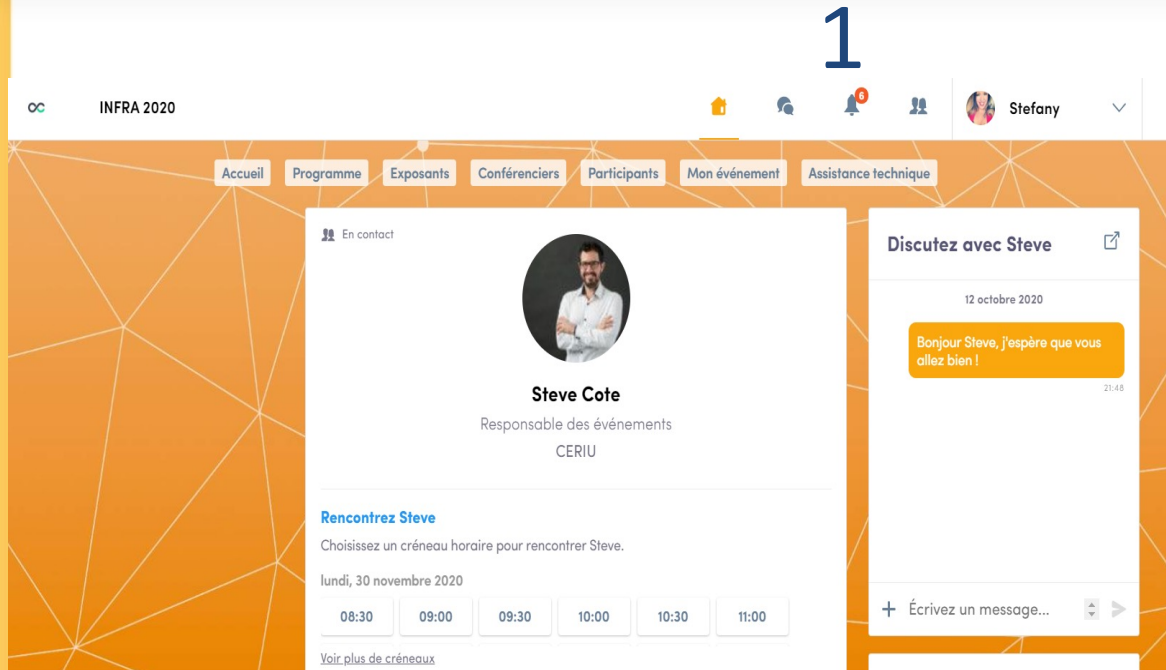 1
INFRA 2020
6
Stefany
Accueil
Programme
Exposants
Conférenciers
Participants
Mon événement
Assistance technique
En contact
Steve Cote
Responsable des événements
CERIU
Rencontrez Steve
Choisissez un créneau horaire pour rencontrer Steve.
lundi, 30 novembre 2020
08:30
09:00
09:30
10:00
10:30
11:00
Voir plus de créneaux
Discutez avec Steve
12 octobre 2020
Bonjour Steve, j'espère que vous
allez bien !
21:48
+ Écrivez un message...